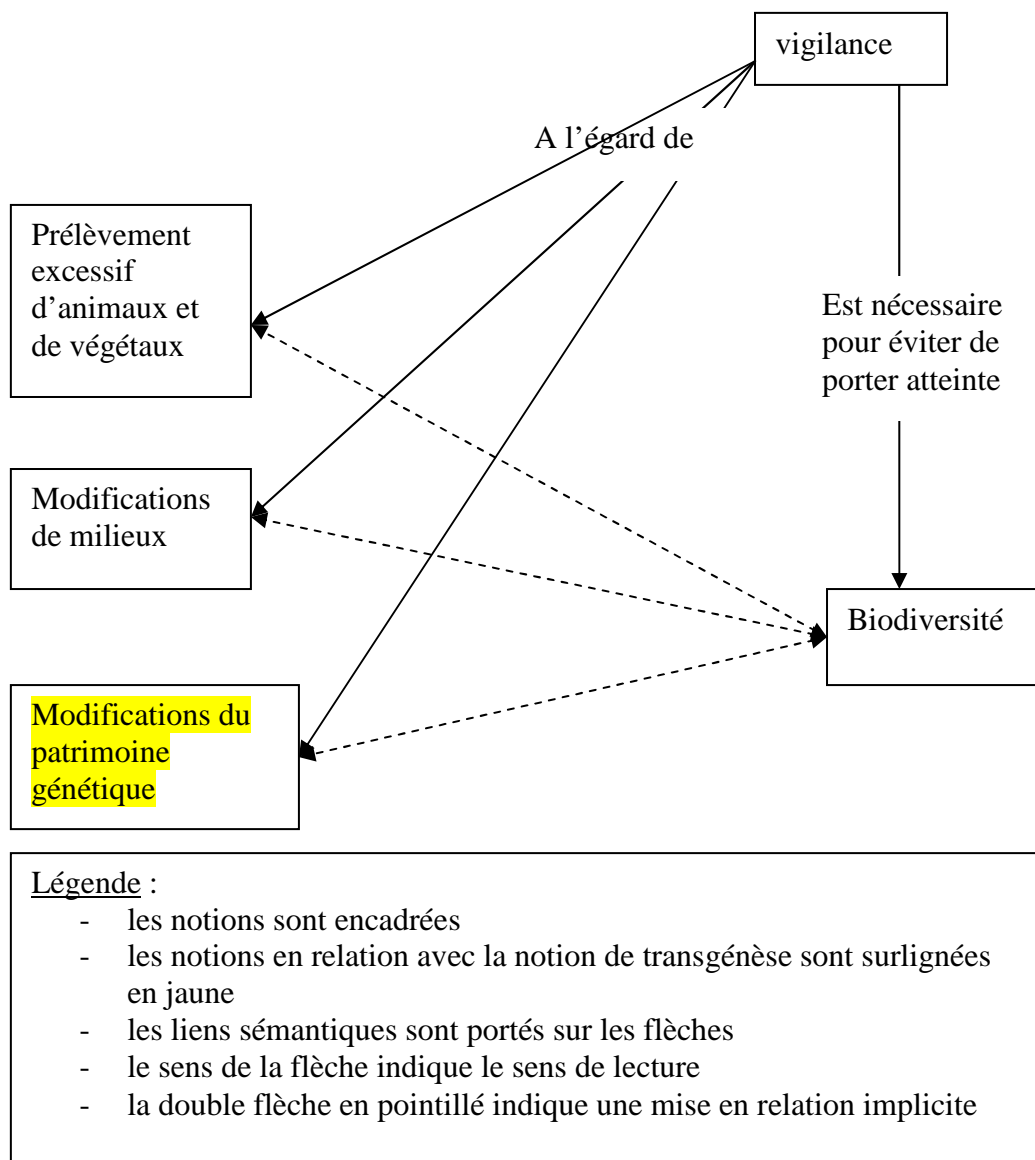 vigilance
A l’égard de
Prélèvement
excessif
d’animaux et
de végétaux
Est nécessaire
pour éviter de
porter atteinte
Modifications
de milieux
Biodiversité
Modifications du
patrimoine
génétique
Légende :
- les notions sont encadrées
- les notions en relation avec la notion de transgénèse sont surlignées
en jaune
- les liens sémantiques sont portés sur les flèches
- le sens de la flèche indique le sens de lecture
- la double flèche en pointillé indique une mise en relation implicite